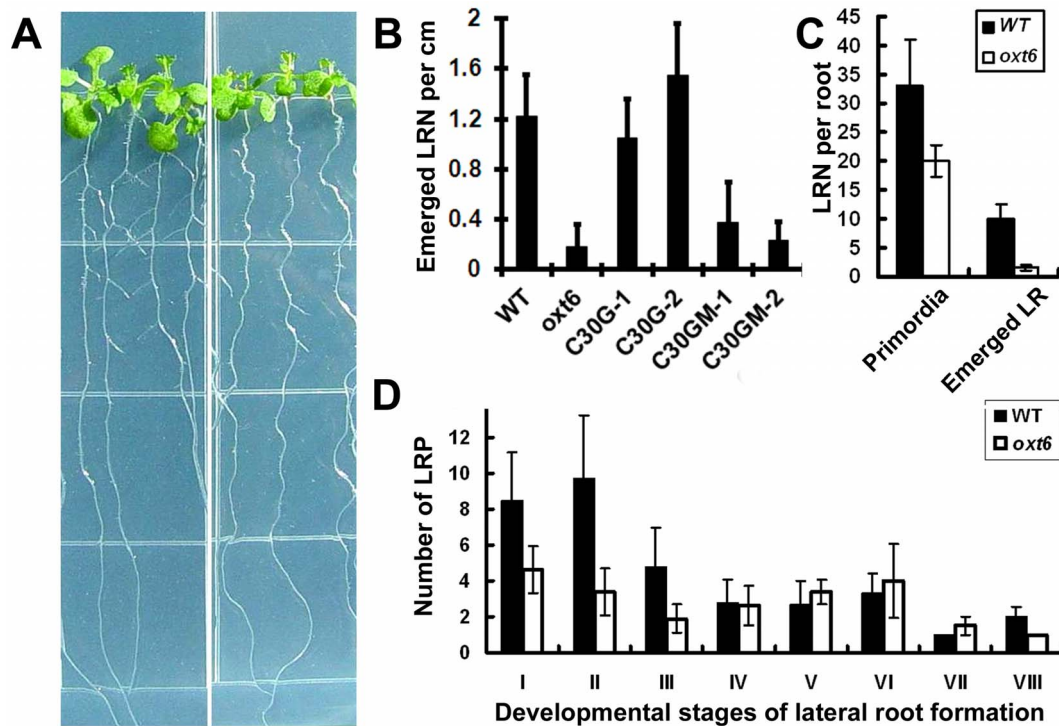 A
B
Emerged LRN per cm
2
1.6
1.2
0.8
0.4
0
WT
oxt6
C30G-1
C30G-2
C30GM-1
C30GM-2
C
LRN per root
45
40
35
30
25
20
15
10
5
0
WT
oxt6
Primordia
Emerged LR
D
Number of LRP
12
10
8
6
4
2
0
WT
oxt6
I II III IV V VI VII VIII
Developmental stages of lateral root formation